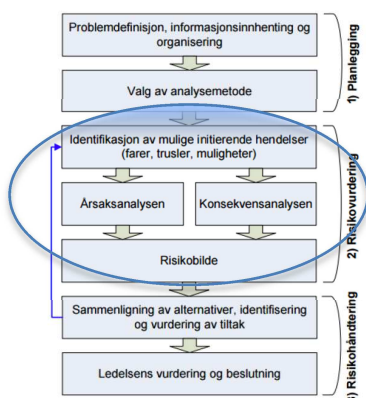 Problemdefinisjon, informasjonsinnhenting og
organisering
Valg av analysemetode
1) Planlegging
Identifikasjon av mulige initierende hendelser
(farer, trusler, muligheter)
Årsaksanalysen
Konsekvensanalysen
Risikobilde
2) Risikovurdering
Sammenligning av alternativer, identifisering
og vurdering av tiltak
Ledelsens vurdering og beslutning
3) Risikohåndtering